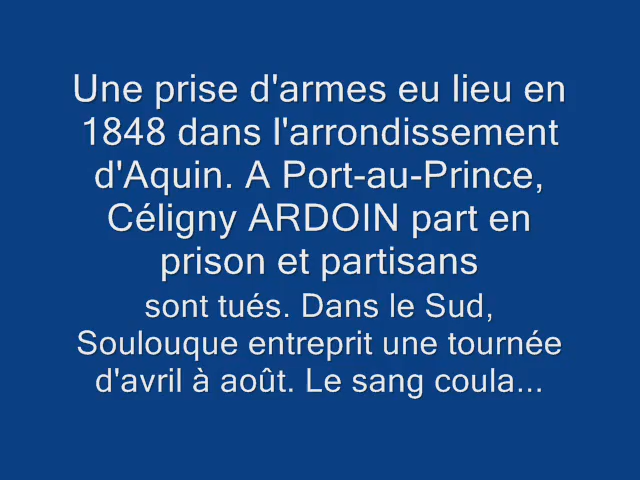 Une prise d'armes eu lieu en
1848 dans l'arrondissement
d'Aquin. A Port-au-Prince,
Céligny ARDOIN part en
prison et partisans
sont tués. Dans le Sud,
Soulouque entreprit une tournée
d'avril à août. Le sang coula...